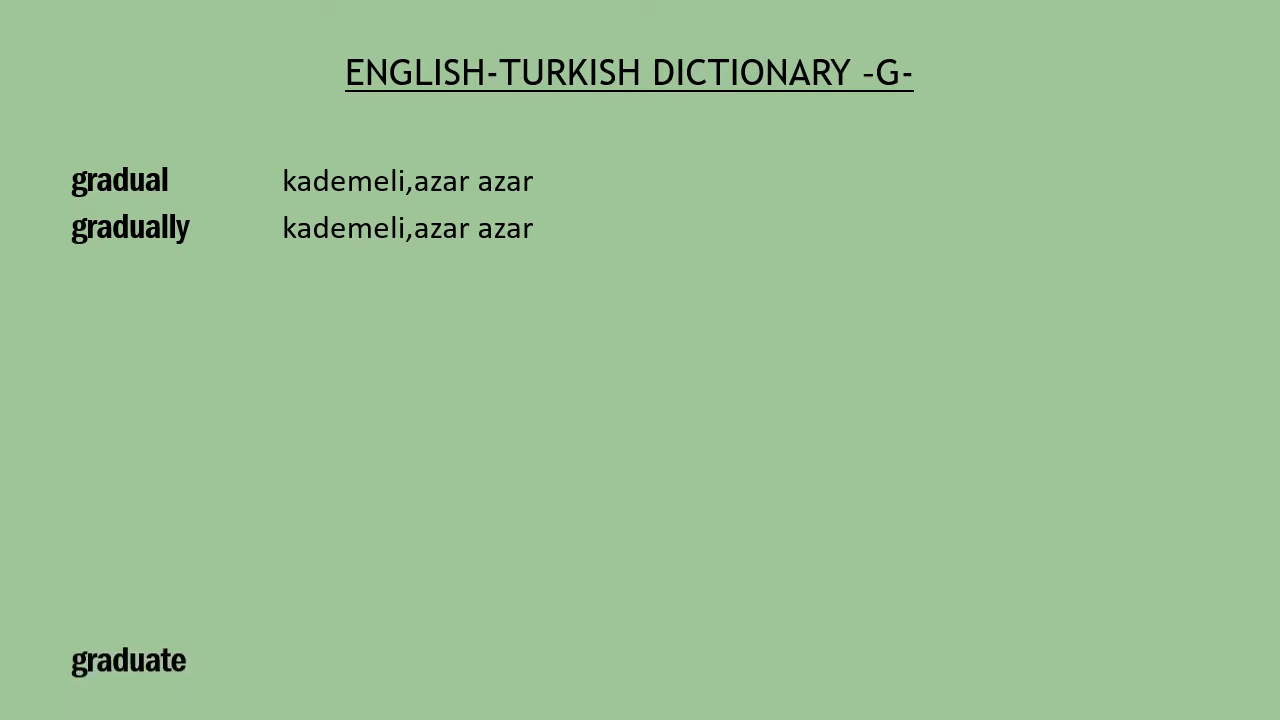 ENGLISH-TURKISH DICTIONARY –G-
gradual kademeli,azar azar
gradually kademeli,azar azar
graduate